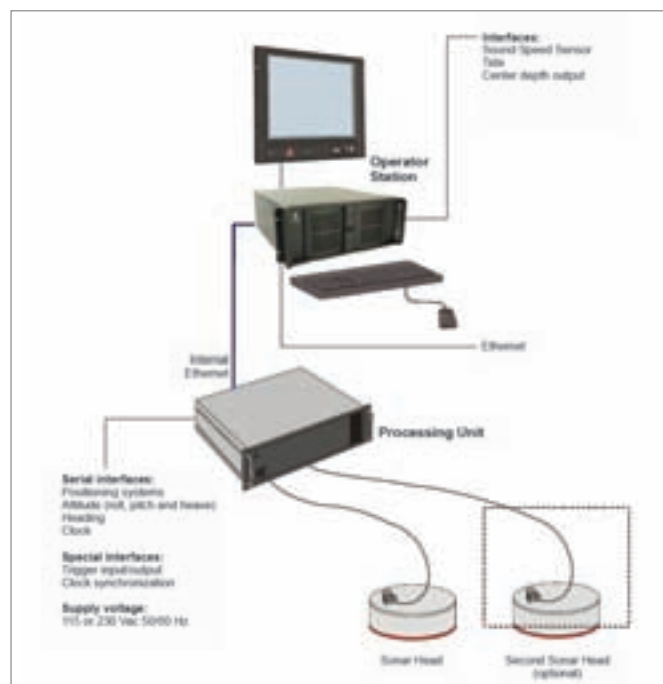 Interfaces:
Sound Speed Sensor
Tide
Center depth output
Operator
Station
Ethernet
Internal
Ethernet
Processing Unit
Serial interfaces:
Positioning systems
Attitude (roll, pitch and heave)
Heading
Clock
Special interfaces:
Trigger input/output
Clock synchronization
Supply voltage:
115 or 230 Vac 50/60 Hz
Sonar Head
Second Sonar Head
(optional)